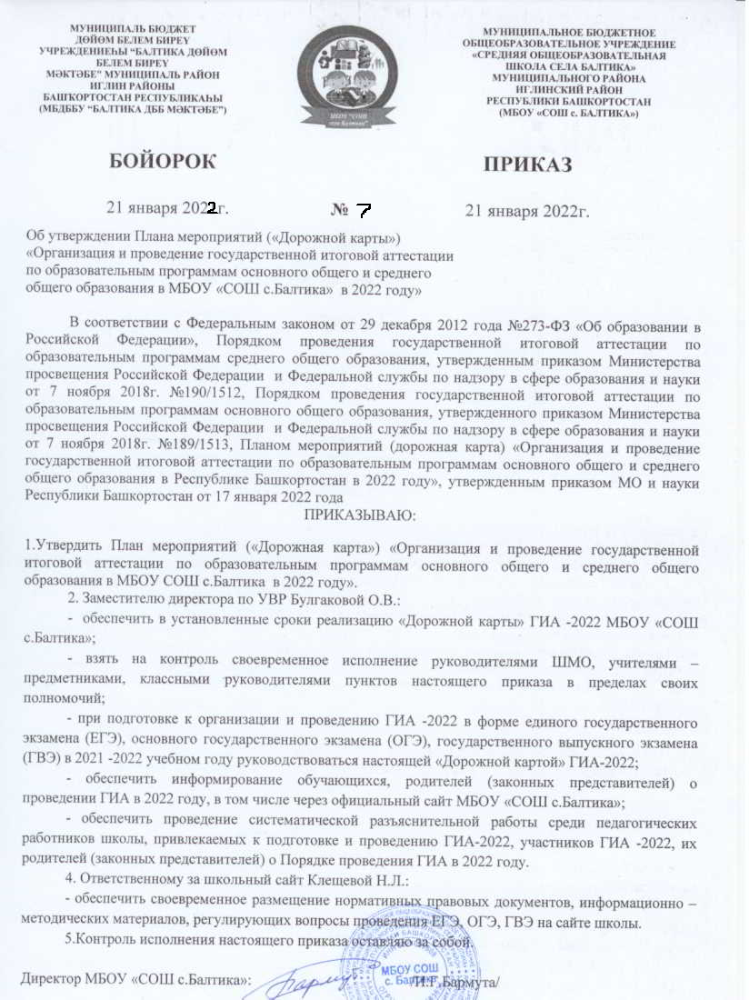 МУНИЦИПАЛЬ БЮДЖЕТ
ДӨЙӨМ БЕЛЕМ БИРЕҮ
УЧРЕЖДЕНИЕҺЫ “БАЛТИКА ДӨЙӨМ
БЕЛЕМ БИРЕҮ
МӘКТӘБЕ” МУНИЦИПАЛЬ РАЙОН
ИГЛИН РАЙОНЫ
БАШҠОРТОСТАН РЕСПУБЛИКАҺЫ
(МБДББУ “БАЛТИКА ДББ МӘКТӘБЕ”)
МБОУ "СОШ
село Балтика"
МУНИЦИПАЛЬНОЕ БЮДЖЕТНОЕ
ОБЩЕОБРАЗОВАТЕЛЬНОЕ УЧРЕЖДЕНИЕ
«СРЕДНЯЯ ОБЩЕОБРАЗОВАТЕЛЬНАЯ
ШКОЛА СЕЛА БАЛТИКА»
МУНИЦИПАЛЬНОГО РАЙОНА
ИГЛИНСКИЙ РАЙОН
РЕСПУБЛИКИ БАШКОРТОСТАН
(МБОУ «СОШ с. БАЛТИКА»)
БОЙОРОК ПРИКАЗ
21 января 2022г. № 7 21 января 2022г.
Об утверждении Плана мероприятий («Дорожной карты»)
«Организация и проведение государственной итоговой аттестации
по образовательным программам основного общего и среднего
общего образования в МБОУ «СОШ с.Балтика» в 2022 году»
В соответствии с Федеральным законом от 29 декабря 2012 года №273-ФЗ «Об образовании в
Российской Федерации», Порядком проведения государственной итоговой аттестации по
образовательным программам среднего общего образования, утвержденным приказом Министерства
просвещения Российской Федерации и Федеральной службы по надзору в сфере образования и науки
от 7 ноября 2018г. №190/1512, Порядком проведения государственной итоговой аттестации по
образовательным программам основного общего образования, утвержденного приказом Министерства
просвещения Российской Федерации и Федеральной службы по надзору в сфере образования и науки
от 7 ноября 2018г. №189/1513, Планом мероприятий (дорожная карта) «Организация и проведение
государственной итоговой аттестации по образовательным программам основного общего и среднего
общего образования в Республике Башкортостан в 2022 году», утвержденным приказом МО и науки
Республики Башкортостан от 17 января 2022 года
ПРИКАЗЫВАЮ:
1.Утвердить План мероприятий («Дорожная карта») «Организация и проведение государственной
итоговой аттестации по образовательным программам основного общего и среднего общего
образования в МБОУ СОШ с.Балтика в 2022 году».
2. Заместителю директора по УВР Булгаковой О.В.:
- обеспечить в установленные сроки реализацию «Дорожной карты» ГИА -2022 МБОУ «СОШ
с.Балтика»;
- взять на контроль своевременное исполнение руководителями ШМО, учителями –
предметниками, классными руководителями пунктов настоящего приказа в пределах своих
полномочий;
- при подготовке к организации и проведению ГИА -2022 в форме единого государственного
экзамена (ЕГЭ), основного государственного экзамена (ОГЭ), государственного выпускного экзамена
(ГВЭ) в 2021 -2022 учебном году руководствоваться настоящей «Дорожной картой» ГИА-2022;
- обеспечить информирование обучающихся, родителей (законных представителей) о
проведении ГИА в 2022 году, в том числе через официальный сайт МБОУ «СОШ с.Балтика»;
- обеспечить проведение систематической разъяснительной работы среди педагогических
работников школы, привлекаемых к подготовке и проведению ГИА-2022, участников ГИА -2022, их
родителей (законных представителей) о Порядке проведения ГИА в 2022 году.
4. Ответственному за школьный сайт Клещевой Н.Л.:
- обеспечить своевременное размещение нормативных правовых документов, информационно –
методических материалов, регулирующих вопросы проведения ЕГЭ, ОГЭ, ГВЭ на сайте школы.
5.Контроль исполнения настоящего приказа оставляю за собой.
Директор МБОУ «СОШ с.Балтика»: /И.Г.Бармута/
МБОУ СОШ
с. Балтика